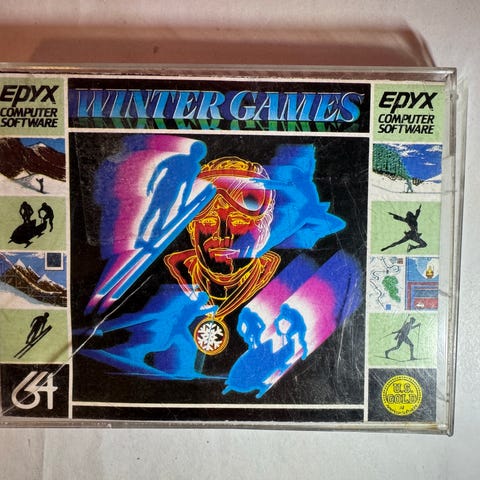 EPYX
COMPUTER
SOFTWARE
WINTER GAMES
EPYX
COMPUTER
SOFTWARE
64
U.S.
GOLD